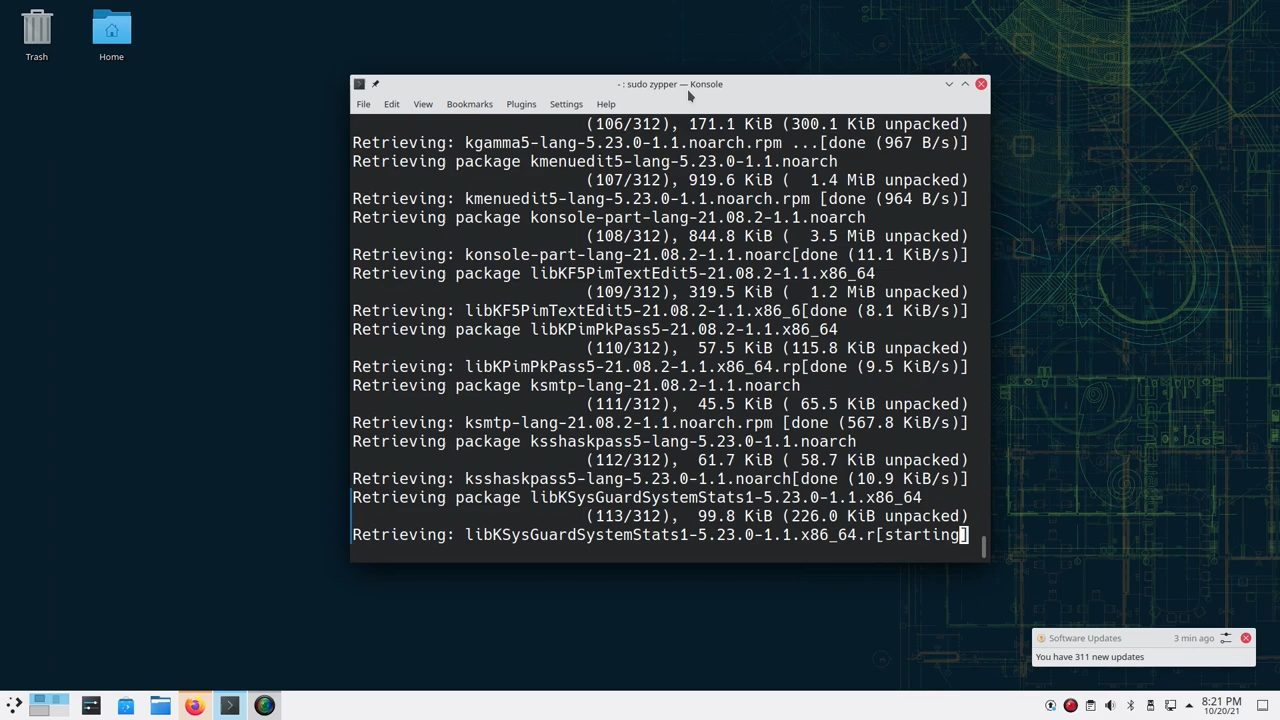 Trash
Home
- : sudo zypper — Konsole
File Edit View Bookmarks Plugins Settings Help
(106/312), 171.1 KiB (300.1 KiB unpacked)
Retrieving: kgamma5-lang-5.23.0-1.1.noarch.rpm ...[done (967 B/s)]
Retrieving package kmenuedit5-lang-5.23.0-1.1.noarch
(107/312), 919.6 KiB (  1.4 MiB unpacked)
Retrieving: kmenuedit5-lang-5.23.0-1.1.noarch.rpm [done (964 B/s)]
Retrieving package konsole-part-lang-21.08.2-1.1.noarch
(108/312), 844.8 KiB (  3.5 MiB unpacked)
Retrieving: konsole-part-lang-21.08.2-1.1.noarc[done (11.1 KiB/s)]
Retrieving package libKF5PimTextEdit5-21.08.2-1.1.x86_64
(109/312), 319.5 KiB (  1.2 MiB unpacked)
Retrieving: libKF5PimTextEdit5-21.08.2-1.1.x86_6[done (8.1 KiB/s)]
Retrieving package libKPimPkPass5-21.08.2-1.1.x86_64
(110/312),  57.5 KiB (115.8 KiB unpacked)
Retrieving: libKPimPkPass5-21.08.2-1.1.x86_64.rp[done (9.5 KiB/s)]
Retrieving package ksmtp-lang-21.08.2-1.1.noarch
(111/312),  45.5 KiB ( 65.5 KiB unpacked)
Retrieving: ksmtp-lang-21.08.2-1.1.noarch.rpm [done (567.8 KiB/s)]
Retrieving package ksshaskpass5-lang-5.23.0-1.1.noarch
(112/312),  61.7 KiB ( 58.7 KiB unpacked)
Retrieving: ksshaskpass5-lang-5.23.0-1.1.noarch[done (10.9 KiB/s)]
Retrieving package libKSysGuardSystemStats1-5.23.0-1.1.x86_64
(113/312),  99.8 KiB (226.0 KiB unpacked)
Retrieving: libKSysGuardSystemStats1-5.23.0-1.1.x86_64.r[starting]
Software Updates 3 min ago
You have 311 new updates
8:21 PM
10/20/21